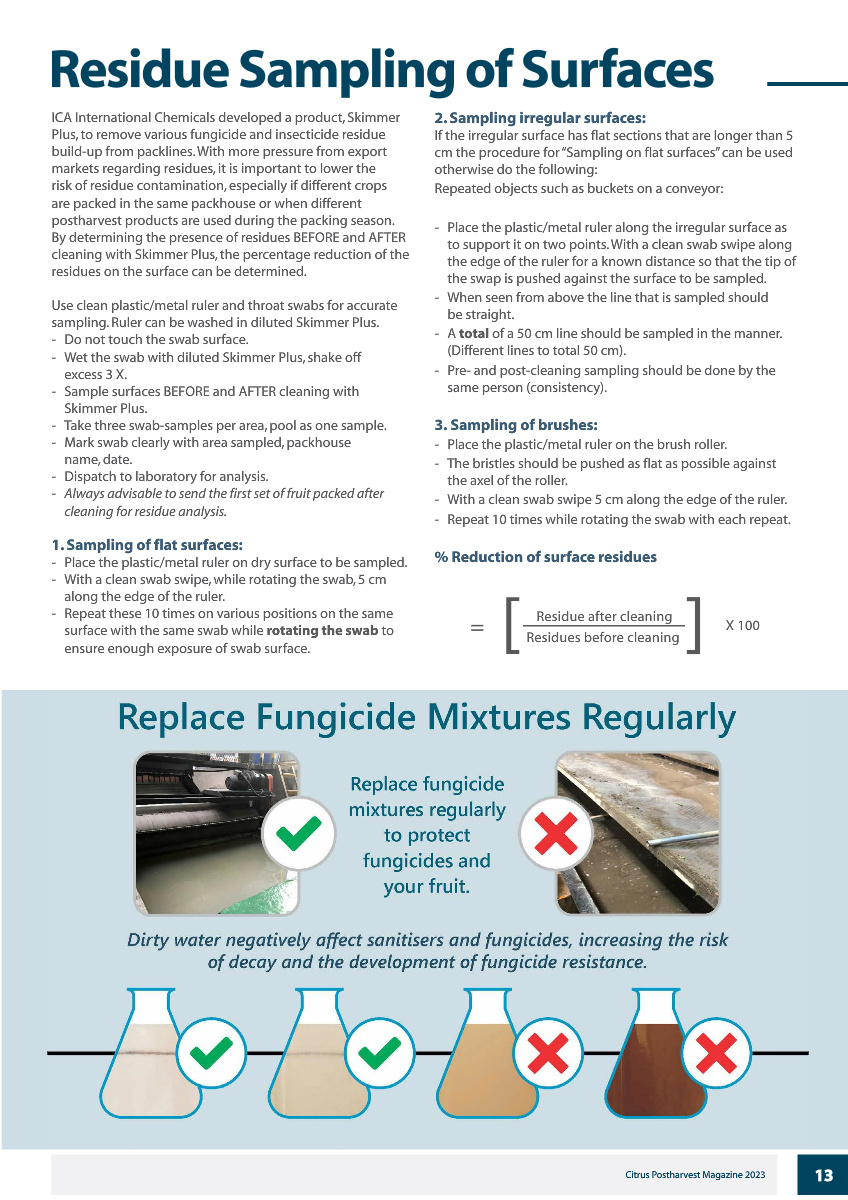 Residue Sampling of Surfaces
ICA International Chemicals developed a product, Skimmer
Plus, to remove various fungicide and insecticide residue
build-up from packlines. With more pressure from export
markets regarding residues, it is important to lower the
risk of residue contamination, especially if different crops
are packed in the same packhouse or when different
postharvest products are used during the packing season.
By determining the presence of residues BEFORE and AFTER
cleaning with Skimmer Plus, the percentage reduction of the
residues on the surface can be determined.
Use clean plastic/metal ruler and throat swabs for accurate
sampling. Ruler can be washed in diluted Skimmer Plus.
- Do not touch the swab surface.
- Wet the swab with diluted Skimmer Plus, shake off
excess 3 X.
- Sample surfaces BEFORE and AFTER cleaning with
Skimmer Plus.
- Take three swab-samples per area, pool as one sample.
- Mark swab clearly with area sampled, packhouse
name, date.
- Dispatch to laboratory for analysis.
- Always advisable to send the first set of fruit packed after
cleaning for residue analysis.
1. Sampling of flat surfaces:
- Place the plastic/metal ruler on dry surface to be sampled.
- With a clean swab swipe, while rotating the swab, 5 cm
along the edge of the ruler.
- Repeat these 10 times on various positions on the same
surface with the same swab while rotating the swab to
ensure enough exposure of swab surface.
2. Sampling irregular surfaces:
If the irregular surface has flat sections that are longer than 5
cm the procedure for "Sampling on flat surfaces" can be used
otherwise do the following:
Repeated objects such as buckets on a conveyor:
- Place the plastic/metal ruler along the irregular surface as
to support it on two points. With a clean swab swipe along
the edge of the ruler for a known distance so that the tip of
the swap is pushed against the surface to be sampled.
- When seen from above the line that is sampled should
be straight.
- A total of a 50 cm line should be sampled in the manner.
(Different lines to total 50 cm).
- Pre- and post-cleaning sampling should be done by the
same person (consistency).
3. Sampling of brushes:
- Place the plastic/metal ruler on the brush roller.
- The bristles should be pushed as flat as possible against
the axel of the roller.
- With a clean swab swipe 5 cm along the edge of the ruler.
- Repeat 10 times while rotating the swab with each repeat.
% Reduction of surface residues
Residue after cleaning
= [ ] X 100
Residues before cleaning
Replace Fungicide Mixtures Regularly
Replace fungicide
mixtures regularly
to protect
fungicides and
your fruit.
Dirty water negatively affect sanitisers and fungicides, increasing the risk
of decay and the development of fungicide resistance.
Citrus Postharvest Magazine 2023
13